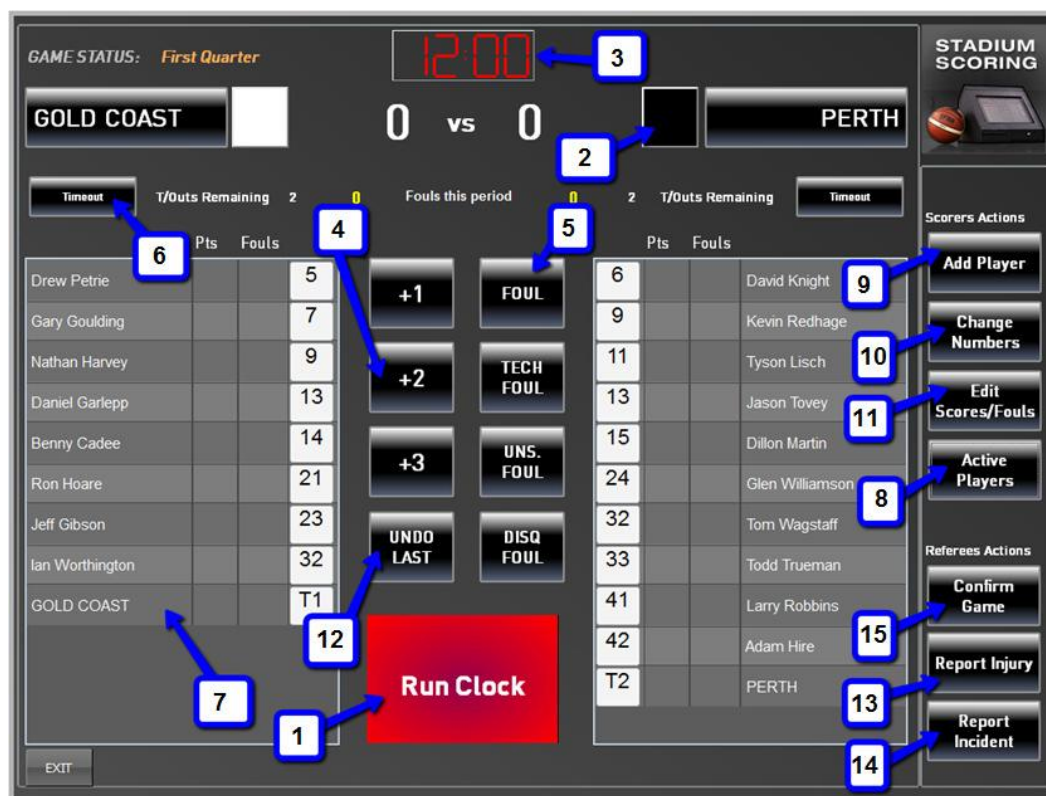 STADIUM
SCORING
GAME STATUS: First Quarter
12:00
3
GOLD COAST
0 vs 0
PERTH
2
Timeout
T/Outs Remaining 2 0 Fouls this period 0 2 T/Outs Remaining
Timeout
6
4
5
Pts Fouls
Pts Fouls
Drew Petrie 5
Gary Goulding 7
Nathan Harvey 9
Daniel Garlepp 13
Benny Cadee 14
Ron Hoare 21
Jeff Gibson 23
Ian Worthington 32
GOLD COAST T1
7
+1
FOUL
+2
TECH
FOUL
+3
UNS.
FOUL
UNDO
LAST
DISQ
FOUL
12
Run Clock
1
6 David Knight
9 Kevin Redhage
11 Tyson Lisch
13 Jason Tovey
15 Dillon Martin
24 Glen Williamson
32 Tom Wagstaff
33 Todd Trueman
41 Larry Robbins
42 Adam Hire
T2 PERTH
Scorers Actions
Add Player
9
Change
Numbers
10
Edit
Scores/Fouls
11
Active
Players
8
Referees Actions
Confirm
Game
15
Report Injury
13
Report
Incident
14
EXIT